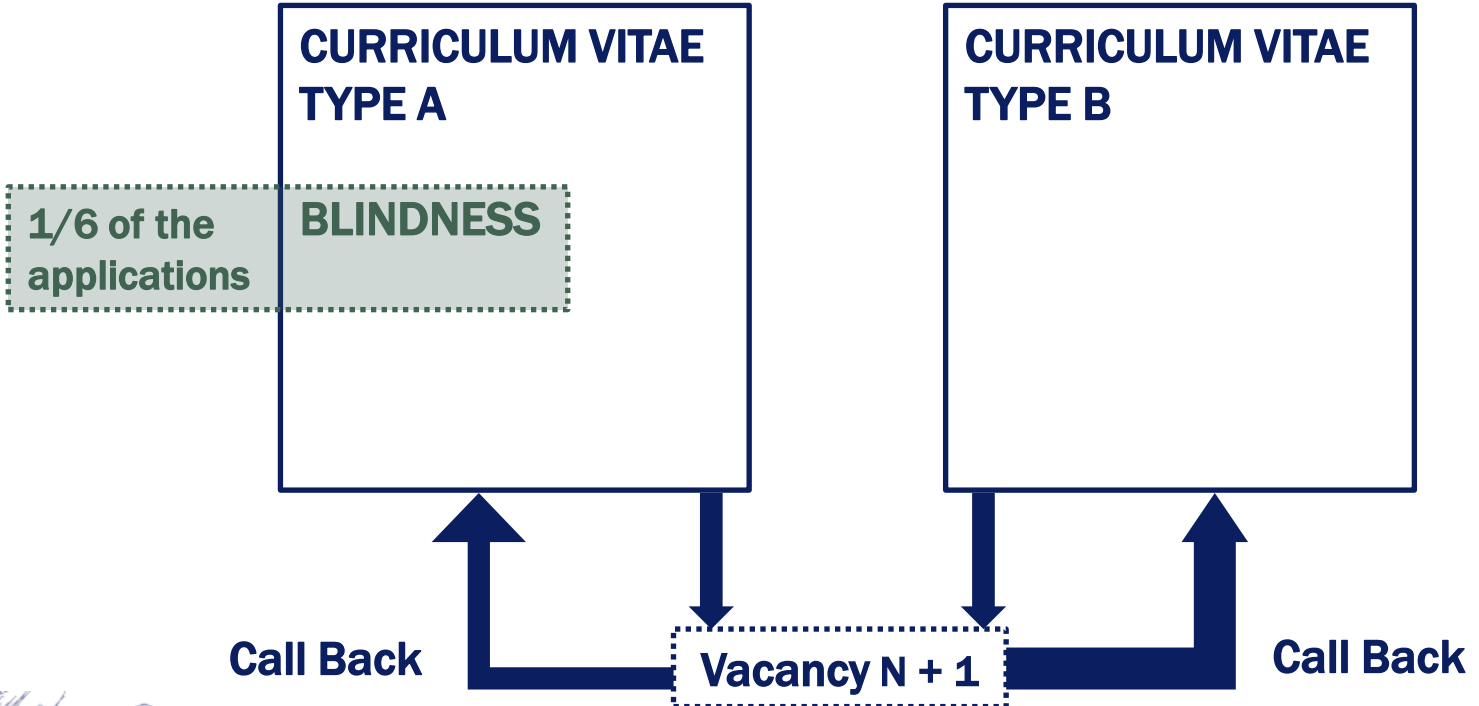 CURRICULUM VITAE
TYPE A
CURRICULUM VITAE
TYPE B
1/6 of the
applications
BLINDNESS
Call Back
Vacancy N + 1
Call Back